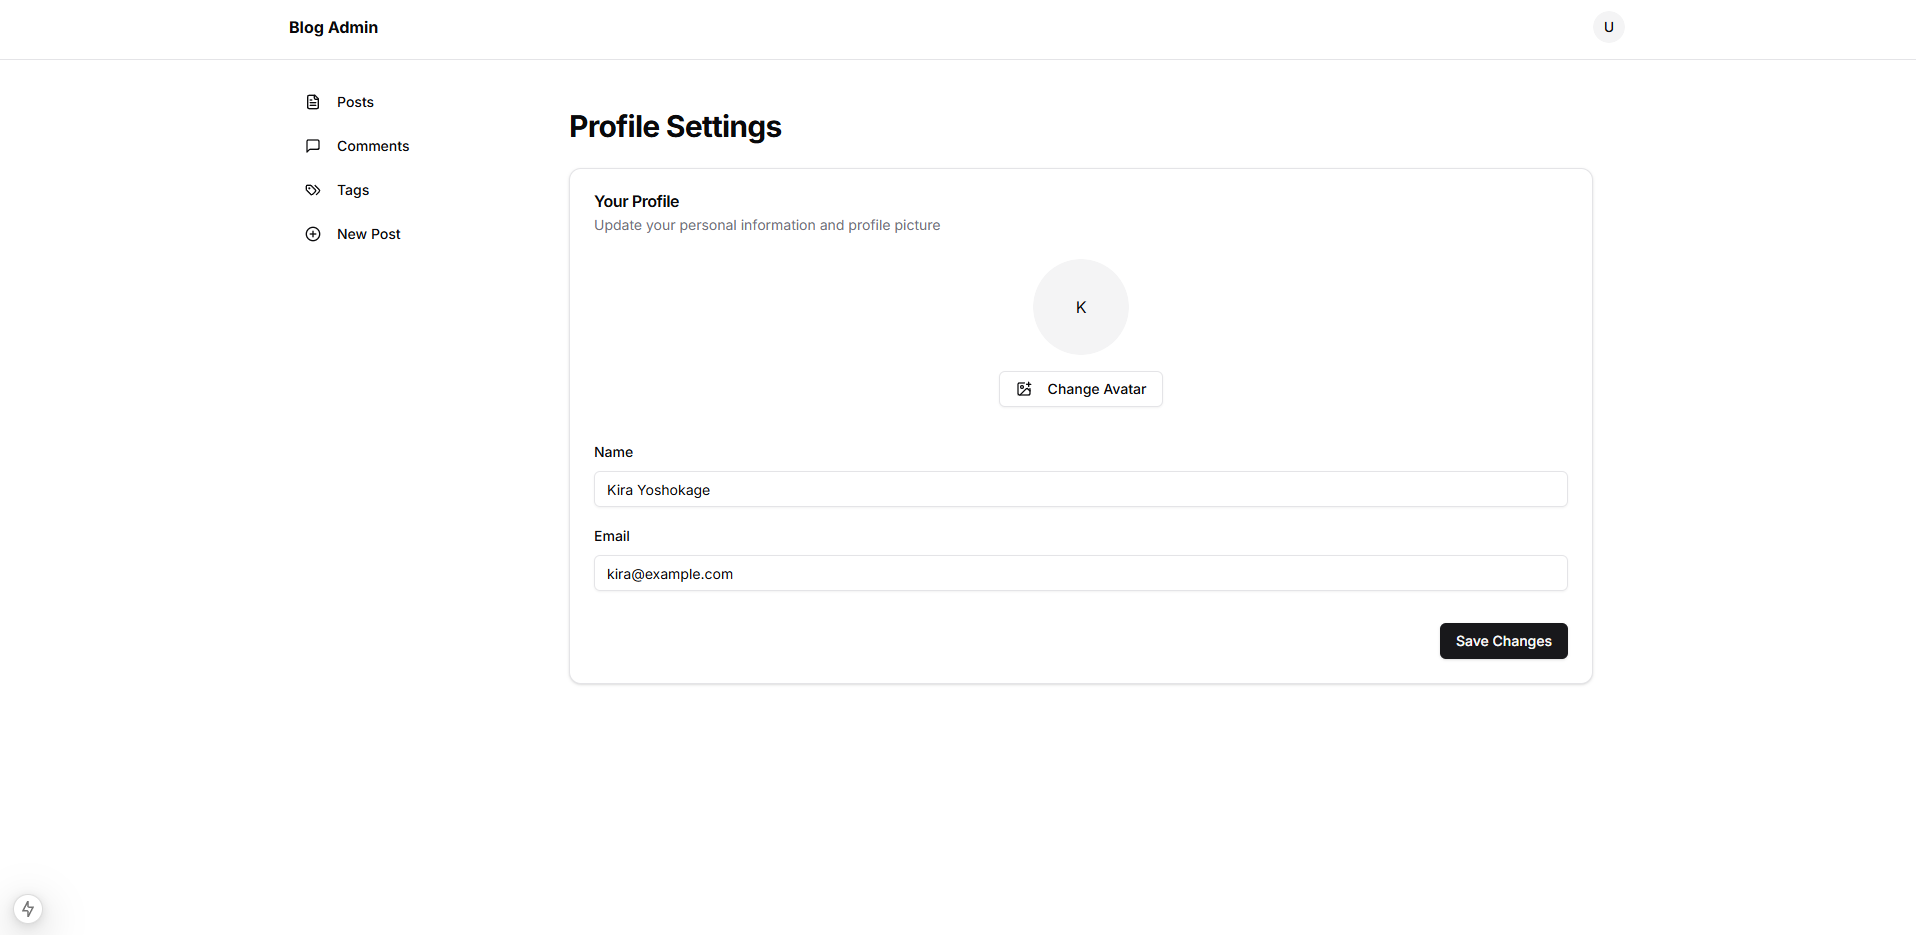 Blog Admin
U
Posts
Comments
Tags
New Post
Profile Settings
Your Profile
Update your personal information and profile picture
K
Change Avatar
Name
Kira Yoshokage
Email
kira@example.com
Save Changes